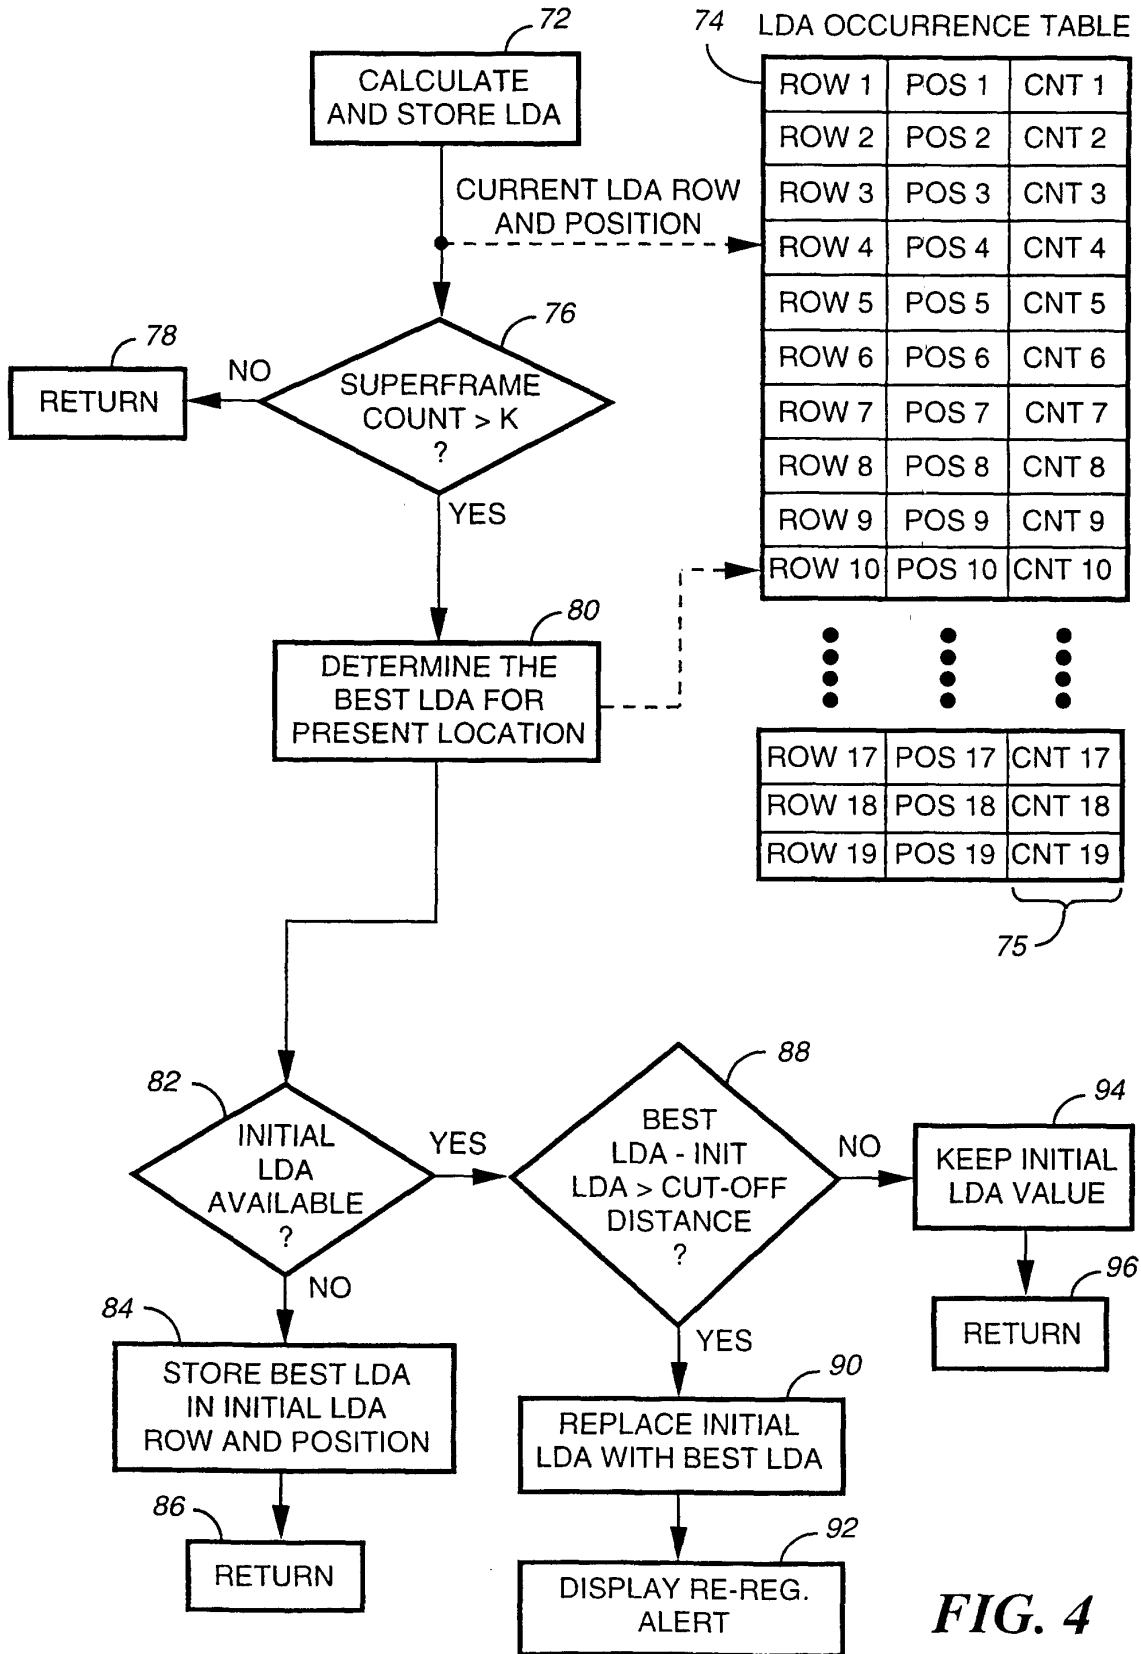 72
CALCULATE
AND STORE LDA
74
LDA OCCURRENCE TABLE
ROW 1 POS 1 CNT 1
ROW 2 POS 2 CNT 2
ROW 3 POS 3 CNT 3
ROW 4 POS 4 CNT 4
ROW 5 POS 5 CNT 5
ROW 6 POS 6 CNT 6
ROW 7 POS 7 CNT 7
ROW 8 POS 8 CNT 8
ROW 9 POS 9 CNT 9
ROW 10 POS 10 CNT 10
ROW 17 POS 17 CNT 17
ROW 18 POS 18 CNT 18
ROW 19 POS 19 CNT 19
75
CURRENT LDA ROW
AND POSITION
76
SUPERFRAME
COUNT > K
?
NO
78
RETURN
YES
80
DETERMINE THE
BEST LDA FOR
PRESENT LOCATION
82
INITIAL
LDA
AVAILABLE
?
YES
NO
84
STORE BEST LDA
IN INITIAL LDA
ROW AND POSITION
86
RETURN
88
BEST
LDA - INIT
LDA > CUT-OFF
DISTANCE
?
NO
94
KEEP INITIAL
LDA VALUE
96
RETURN
YES
90
REPLACE INITIAL
LDA WITH BEST LDA
92
DISPLAY RE-REG.
ALERT
FIG. 4